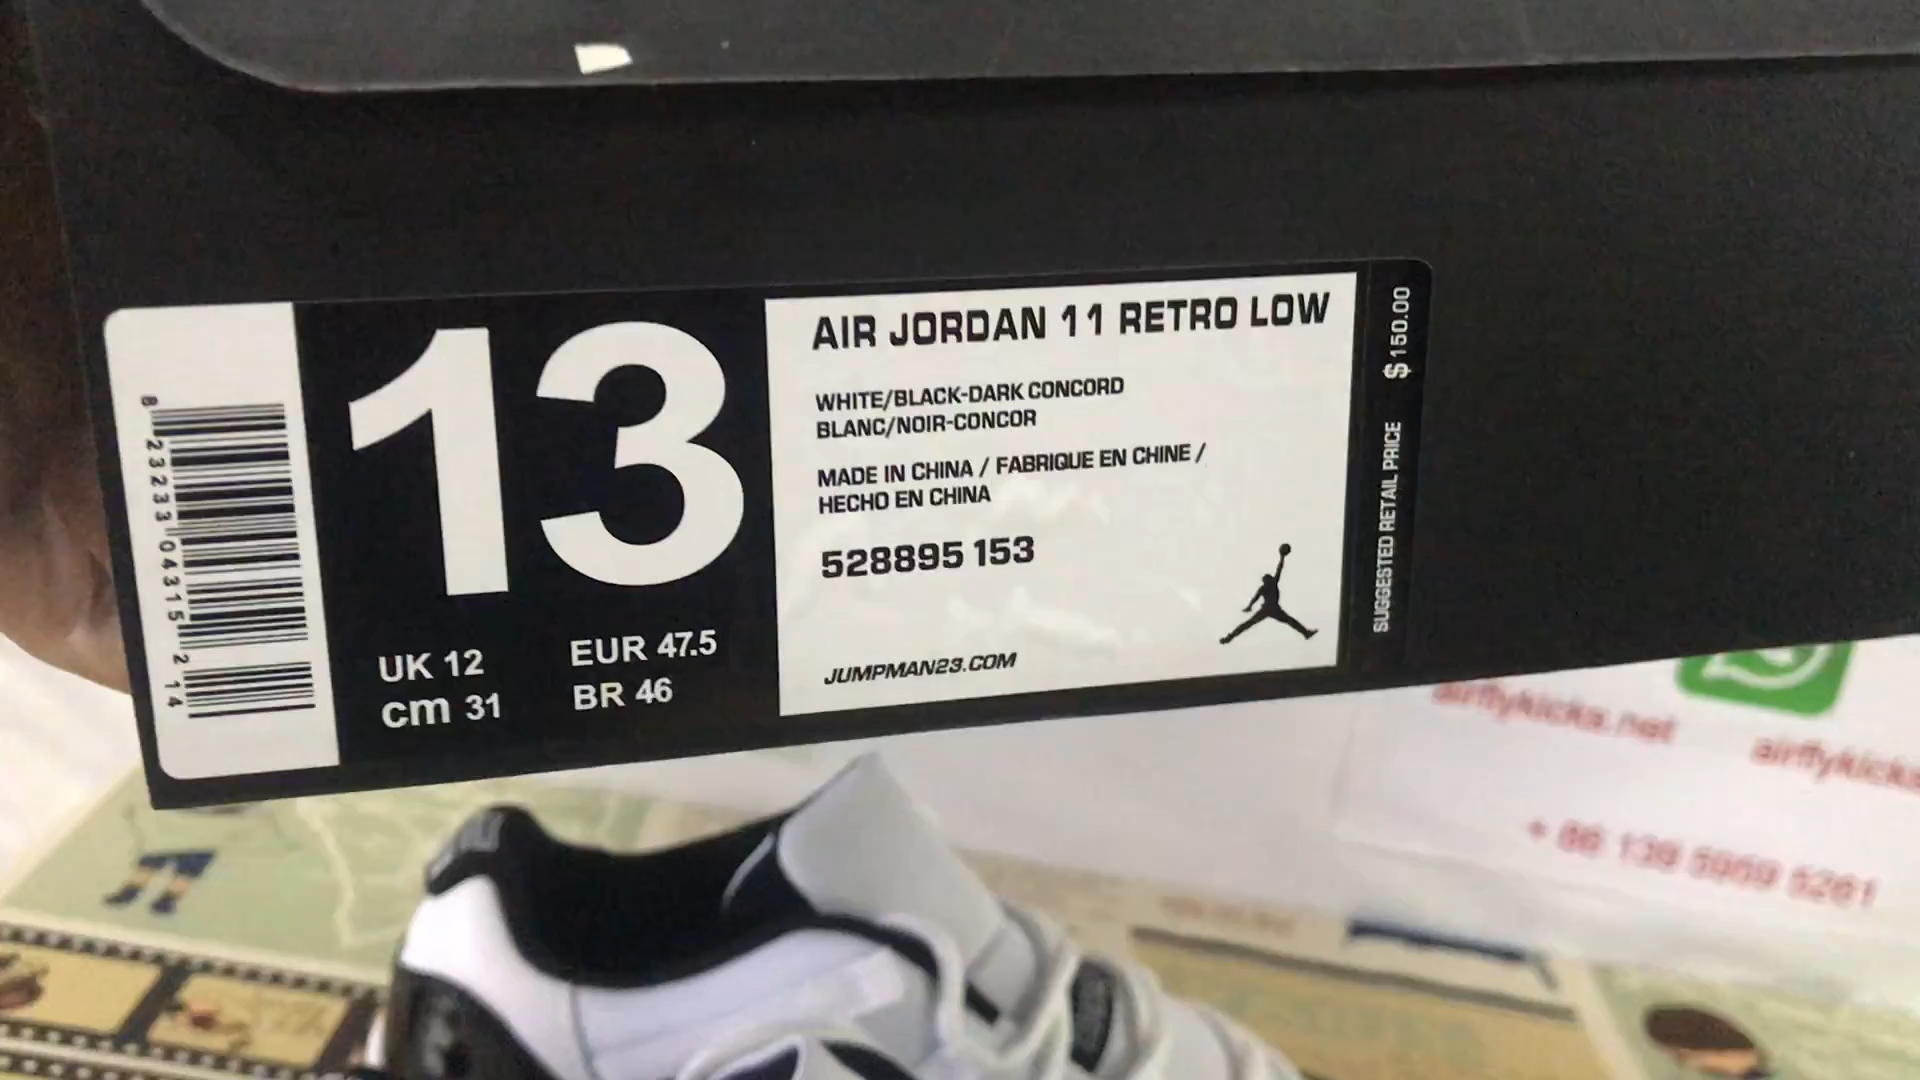 8 23233 04315 2 14
13
UK 12
EUR 47.5
cm 31
BR 46
AIR JORDAN 11 RETRO LOW
WHITE/BLACK-DARK CONCORD
BLANC/NOIR-CONCOR
MADE IN CHINA / FABRIQUE EN CHINE /
HECHO EN CHINA
528895 153
JUMPMAN23.COM
SUGGESTED RETAIL PRICE $150.00
airflykicks.net
airflykicks
+ 86 139 5969 5261